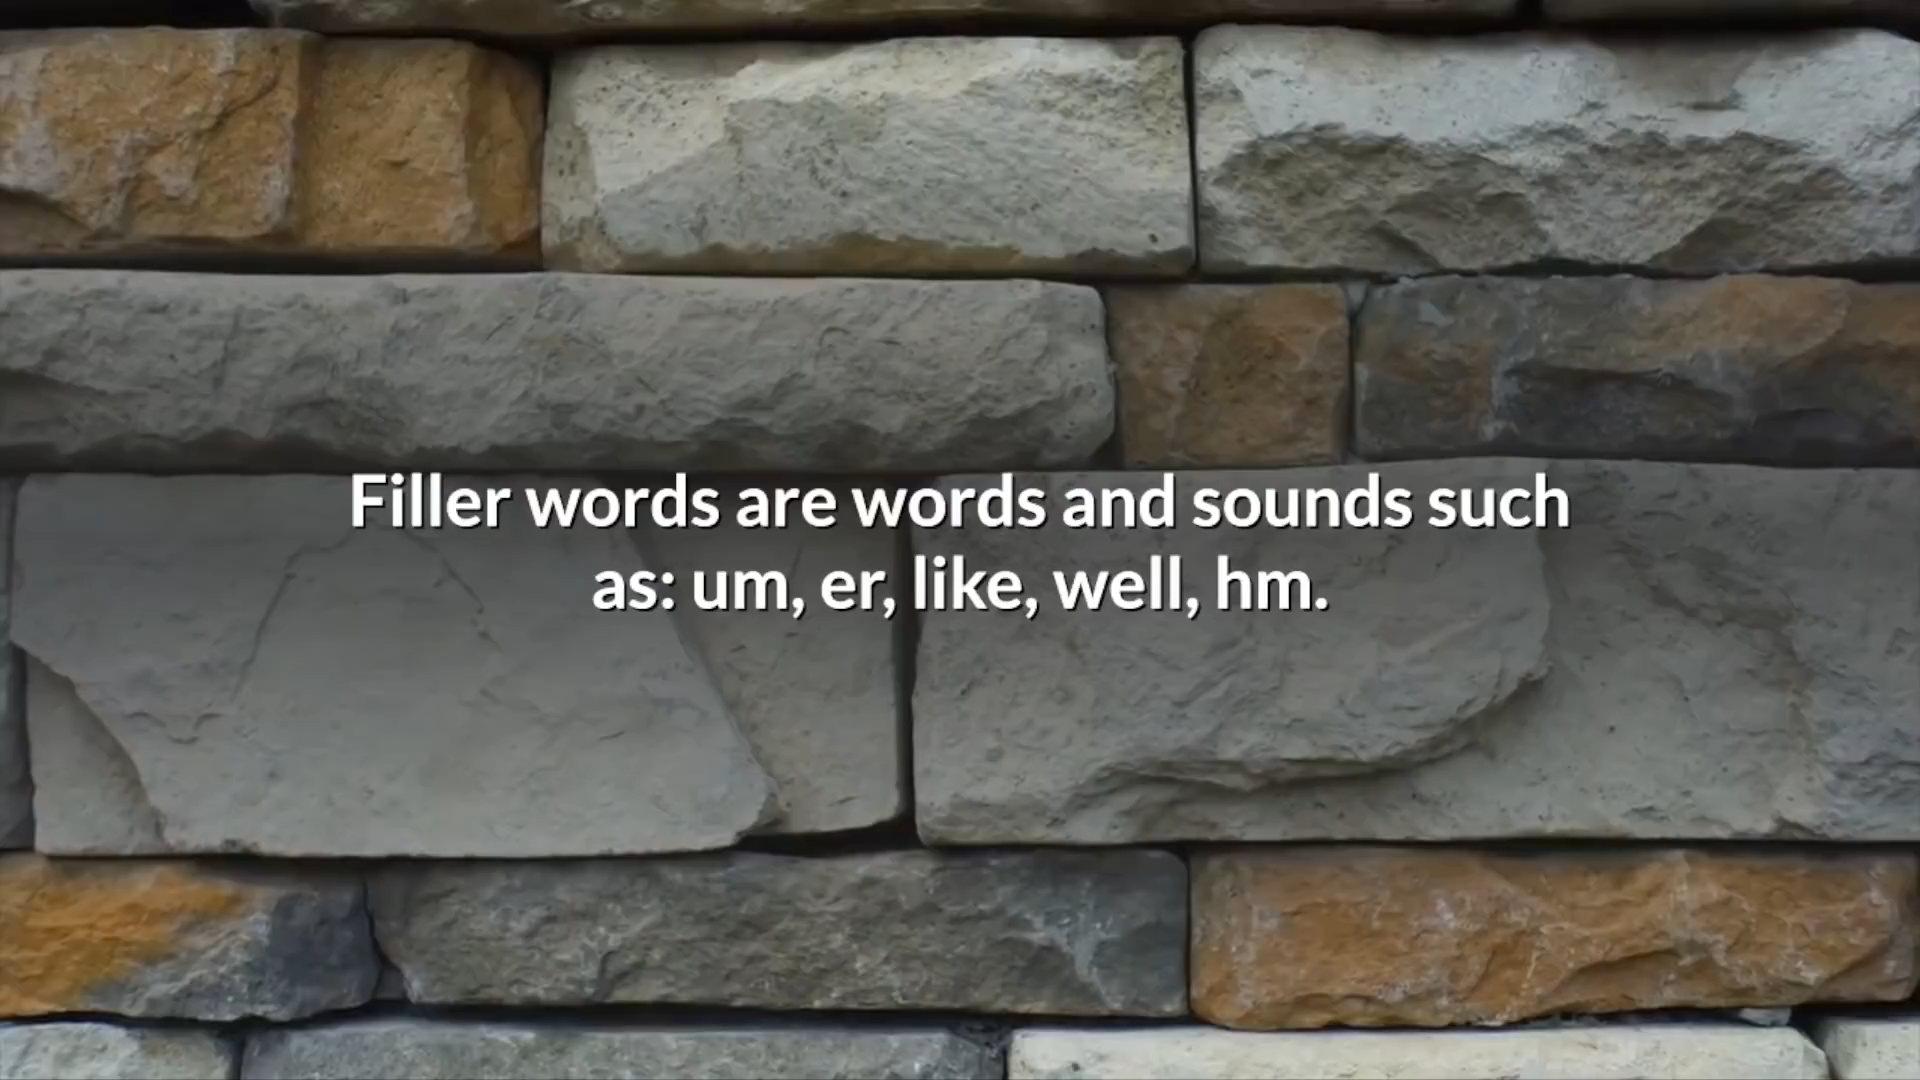 Filler words are words and sounds such
as: um, er, like, well, hm.